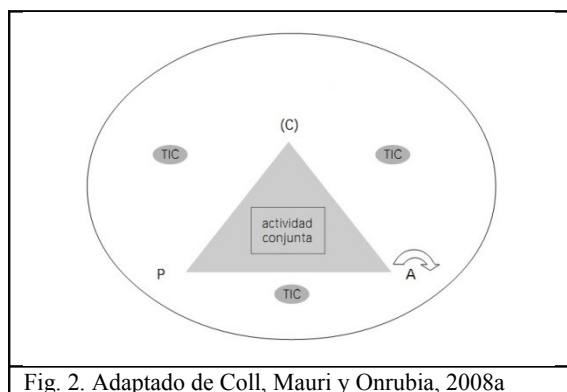 (C)
TIC TIC
actividad
conjunta
P A
TIC
Fig. 2. Adaptado de Coll, Mauri y Onrubia, 2008a